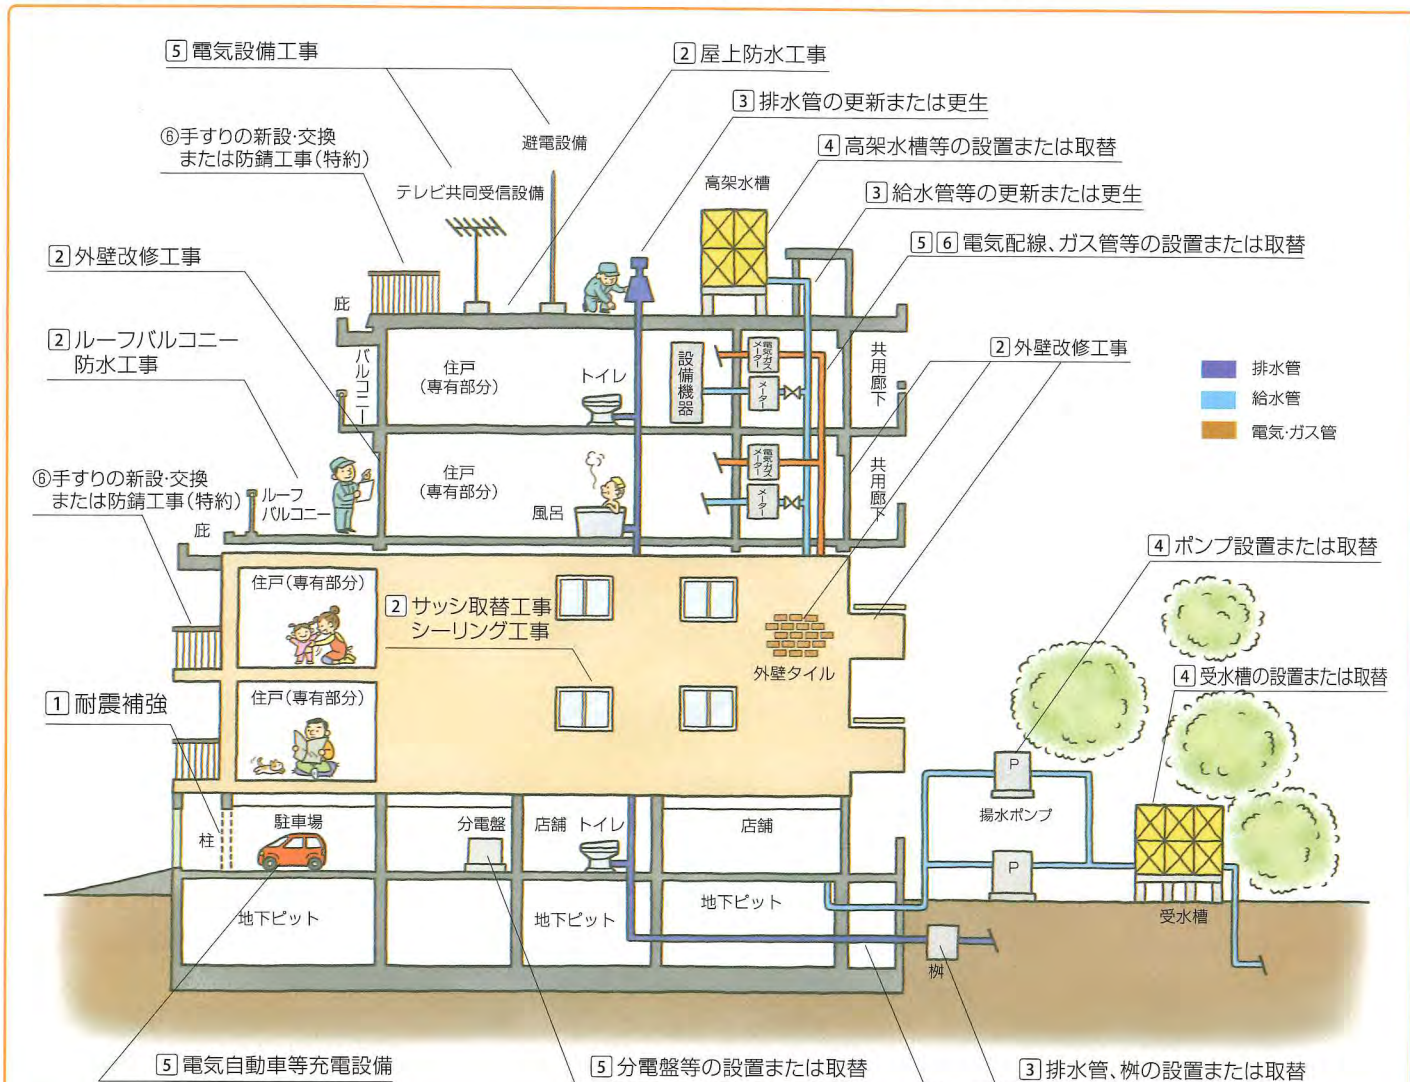 5 電気設備工事
2 屋上防水工事
3 排水管の更新または更生
⑥手すりの新設･交換
または防錆工事(特約)
避電設備
4 高架水槽等の設置または取替
テレビ共同受信設備
高架水槽
3 給水管等の更新または更生
5 6 電気配線、ガス管等の設置または取替
2 外壁改修工事
庇
2 ルーフバルコニー
防水工事
バルコニー
住戸
(専有部分)
トイレ
設備機器
電気ガス
メーター
メーター
共用廊下
2 外壁改修工事
排水管
給水管
電気･ガス管
⑥手すりの新設･交換
または防錆工事(特約)
ルーフ
バルコニー
住戸
(専有部分)
風呂
電気ガス
メーター
メーター
共用廊下
庇
4 ポンプ設置または取替
住戸(専有部分)
2 サッシ取替工事
シーリング工事
外壁タイル
4 受水槽の設置または取替
1 耐震補強
住戸(専有部分)
P
揚水ポンプ
柱
駐車場
分電盤
店舗
トイレ
店舗
P
地下ピット
地下ピット
地下ピット
受水槽
桝
5 電気自動車等充電設備
5 分電盤等の設置または取替
3 排水管、桝の設置または取替